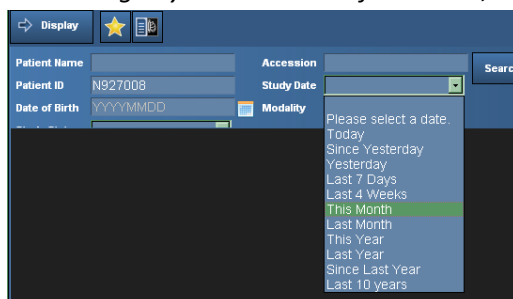 Display
Patient Name
Accession
Search
Patient ID N927008
Study Date
Date of Birth YYYYMMDD
Modality
Please select a date.
Today
Since Yesterday
Yesterday
Last 7 Days
Last 4 Weeks
This Month
Last Month
This Year
Last Year
Since Last Year
Last 10 years